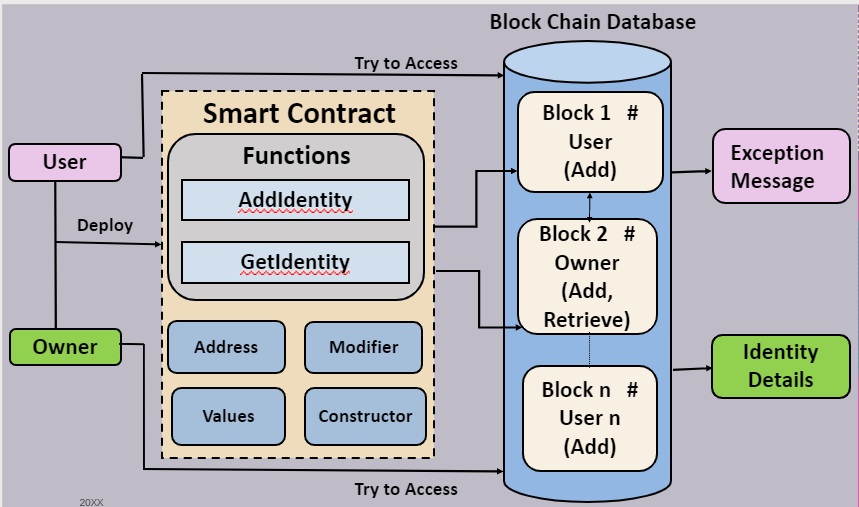 Block Chain Database
Try to Access
Smart Contract
Functions
AddIdentity
GetIdentity
User
Deploy
Owner
Address
Modifier
Values
Constructor
Try to Access
Block 1 #
User
(Add)
Block 2 #
Owner
(Add,
Retrieve)
Block n #
User n
(Add)
Exception
Message
Identity
Details
20XX